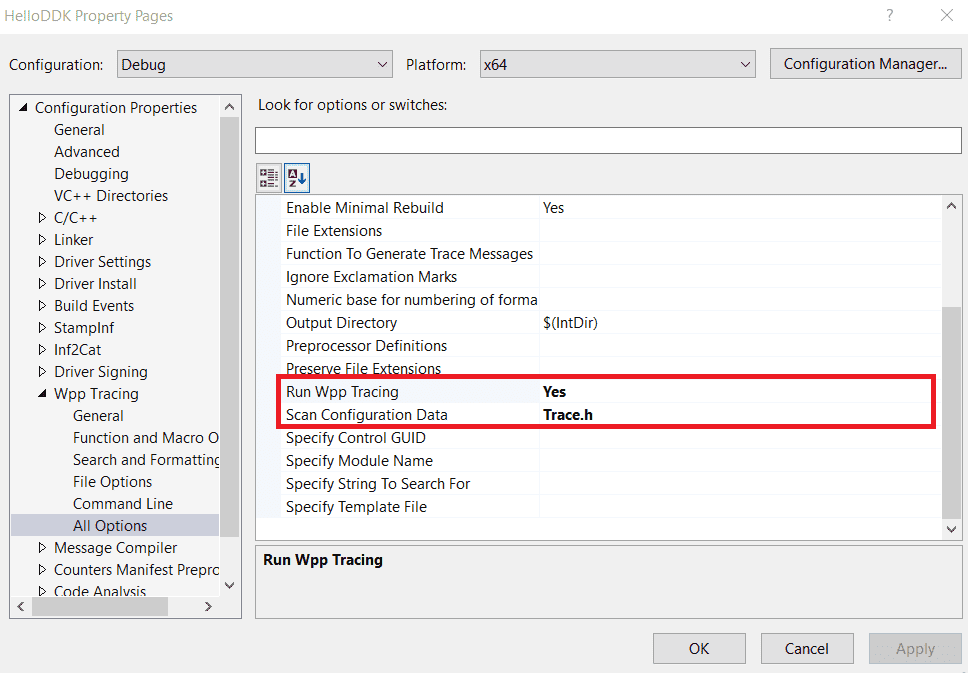 HelloDDK Property Pages
?
Configuration: Debug Platform: x64 Configuration Manager...
Configuration Properties
General
Advanced
Debugging
VC++ Directories
C/C++
Linker
Driver Settings
Driver Install
Build Events
StampInf
Inf2Cat
Driver Signing
Wpp Tracing
General
Function and Macro O
Search and Formatting
File Options
Command Line
All Options
Message Compiler
Counters Manifest Prepro
Code Analysis
Look for options or switches:
A
Z
Enable Minimal Rebuild Yes
File Extensions
Function To Generate Trace Messages
Ignore Exclamation Marks
Numeric base for numbering of forma
Output Directory $(IntDir)
Preprocessor Definitions
Preserve File Extensions
Run Wpp Tracing Yes
Scan Configuration Data Trace.h
Specify Control GUID
Specify Module Name
Specify String To Search For
Specify Template File
Run Wpp Tracing
OK Cancel Apply